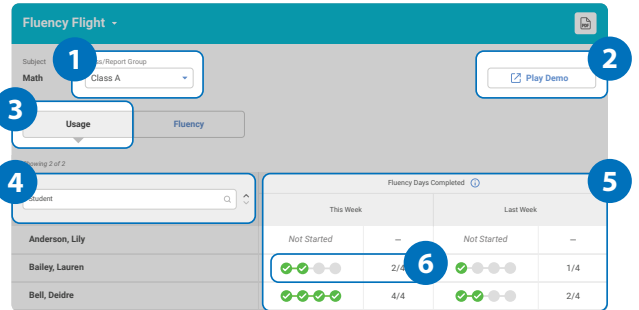 Fluency Flight
PDF
1
2
Subject
ss/Report Group
Math
Class A
Play Demo
3
Usage
Fluency
howing 2 of 2
4
5
Student
Fluency Days Completed
This Week
Last Week
Anderson, Lily
Not Started
–
Not Started
–
Bailey, Lauren
6
2/4
1/4
Bell, Deidre
4/4
2/4